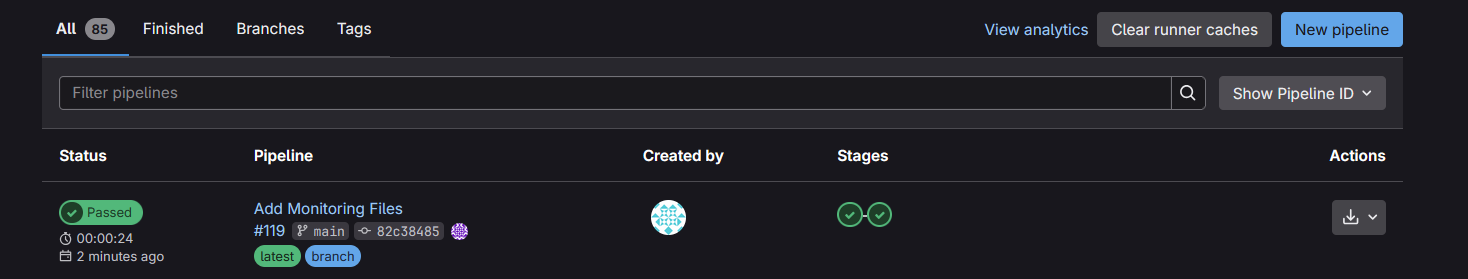 All 85 Finished Branches Tags View analytics Clear runner caches New pipeline
Filter pipelines Show Pipeline ID
Status Pipeline Created by Stages Actions
Passed Add Monitoring Files
#119 main 82c38485
00:00:24
2 minutes ago latest branch